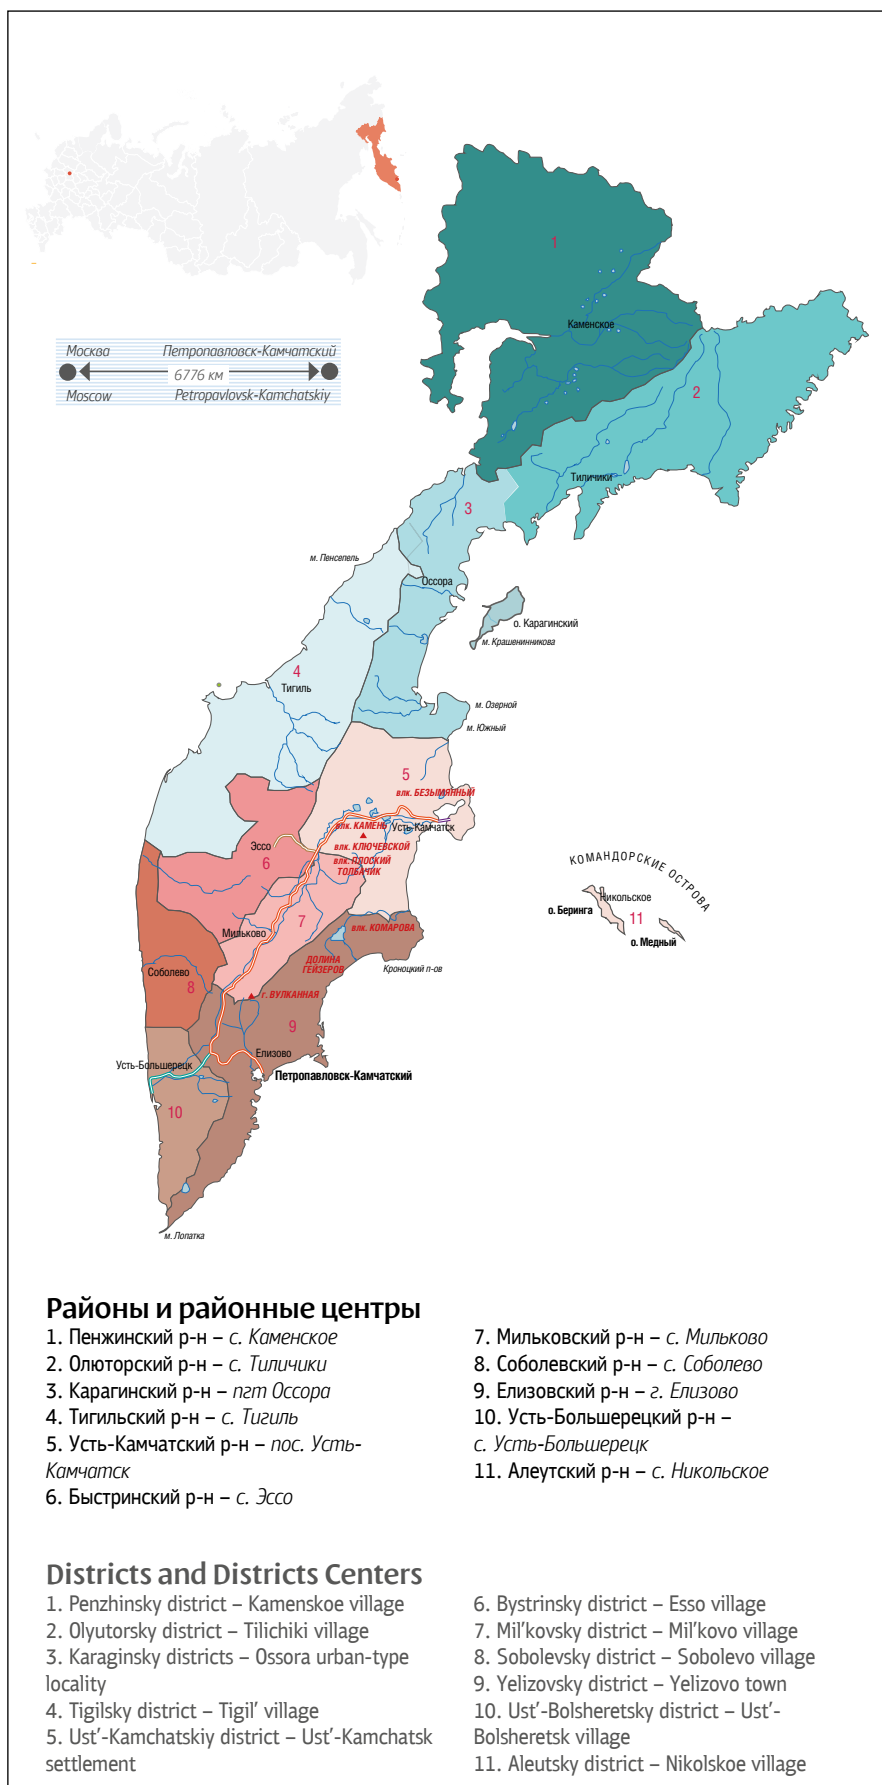 Москва Петропавловск-Камчатский
6776 км
Moscow Petropavlovsk-Kamchatskiy
1
Каменское
2
Тиличики
3
м. Пенсепель
Оссора
о. Карагинский
м. Крашенинникова
4
Тигиль
м. Озерной
м. Южный
5
влк. БЕЗЫМЯННЫЙ
влк. КАМЕНЬ
Усть-Камчатск
влк. КЛЮЧЕВСКОЙ
влк. ПЛОСКИЙ
ТОЛБАЧИК
Эссо
6
КОМАНДОРСКИЕ ОСТРОВА
Никольское
о. Беринга
11
о. Медный
7
Мильково
влк. КОМАРОВА
ДОЛИНА
ГЕЙЗЕРОВ
Кроноцкий п-ов
Соболево
8
г. ВУЛКАННАЯ
9
Елизово
Усть-Большерецк
Петропавловск-Камчатский
10
м. Лопатка
Районы и районные центры
1. Пенжинский р-н – с. Каменское
2. Олюторский р-н – с. Тиличики
3. Карагинский р-н – пгт Оссора
4. Тигильский р-н – с. Тигиль
5. Усть-Камчатский р-н – пос. Усть-
Камчатск
6. Быстринский р-н – с. Эссо
7. Мильковский р-н – с. Мильково
8. Соболевский р-н – с. Соболево
9. Елизовский р-н – г. Елизово
10. Усть-Большерецкий р-н –
с. Усть-Большерецк
11. Алеутский р-н – с. Никольское
Districts and Districts Centers
1. Penzhinsky district – Kamenskoe village
2. Olyutorsky district – Tilichiki village
3. Karaginsky districts – Ossora urban-type
locality
4. Tigilsky district – Tigil’ village
5. Ust’-Kamchatskiy district – Ust’-Kamchatsk
settlement
6. Bystrinsky district – Esso village
7. Mil’kovsky district – Mil’kovo village
8. Sobolevsky district – Sobolevo village
9. Yelizovsky district – Yelizovo town
10. Ust’-Bolsheretsky district – Ust’-
Bolsheretsk village
11. Aleutsky district – Nikolskoe village